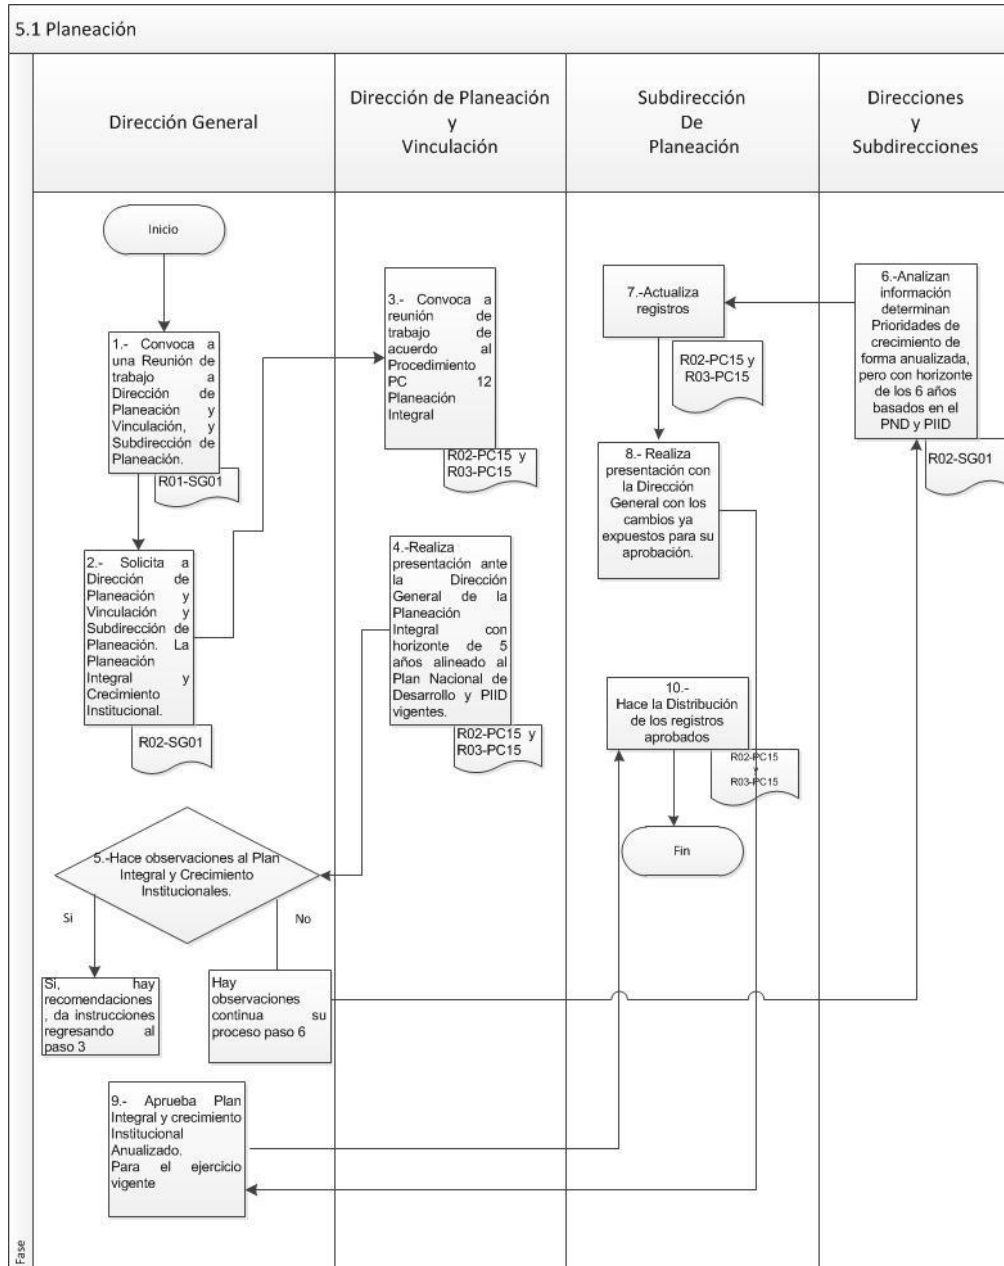 5.1 Planeación
Dirección General
Dirección de Planeación
y
Vinculación
Subdirección
De
Planeación
Direcciones
y
Subdirecciones
Inicio
1.- Convoca a
una Reunión de
trabajo a
Dirección de
Planeación y
Vinculación, y
Subdirección de
Planeación.
R01-SG01
2.- Solicita a
Dirección de
Planeación y
Vinculación y
Subdirección de
Planeación. La
Planeación
Integral y
Crecimiento
Institucional.
R02-SG01
3.- Convoca a
reunión de
trabajo de
acuerdo al
Procedimiento
PC 12
Planeación
Integral
R02-PC15 y
R03-PC15
4.-Realiza
presentación ante
la Dirección
General de la
Planeación
Integral con
horizonte de 5
años alineado al
Plan Nacional de
Desarrollo y PIID
vigentes.
R02-PC15 y
R03-PC15
5.-Hace observaciones al Plan
Integral y Crecimiento
Institucionales.
Si
No
Si, hay
recomendaciones
, da instrucciones
regresando al
paso 3
Hay
observaciones
continua su
proceso paso 6
6.-Analizan
información
determinan
Prioridades de
crecimiento de
forma anualizada,
pero con horizonte
de los 6 años
basados en el
PND y PIID
R02-SG01
7.-Actualiza
registros
R02-PC15 y
R03-PC15
8.- Realiza
presentación con
la Dirección
General con los
cambios ya
expuestos para su
aprobación.
9.- Aprueba Plan
Integral y crecimiento
Institucional
Anualizado.
Para el ejercicio
vigente
10.-
Hace la Distribución
de los registros
aprobados
R02-PC15
y
R03-PC15
Fin
Fase